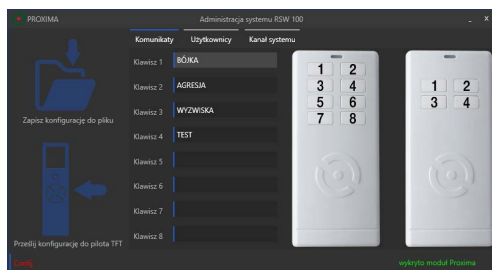 PROXIMA
Administracja systemu RSW 100
_ X
Komunikaty Użytkownicy Kanał systemu
Klawisz 1 BÓJKA
Klawisz 2 AGRESJA
Klawisz 3 WYZWISKA
Klawisz 4 TEST
Klawisz 5
Klawisz 6
Klawisz 7
Klawisz 8
Zapisz konfigurację do pliku
Prześlij konfigurację do pilota TFT
1 2
3 4
5 6
7 8
1 2
3 4
Cofnij
wykryto moduł Proxima